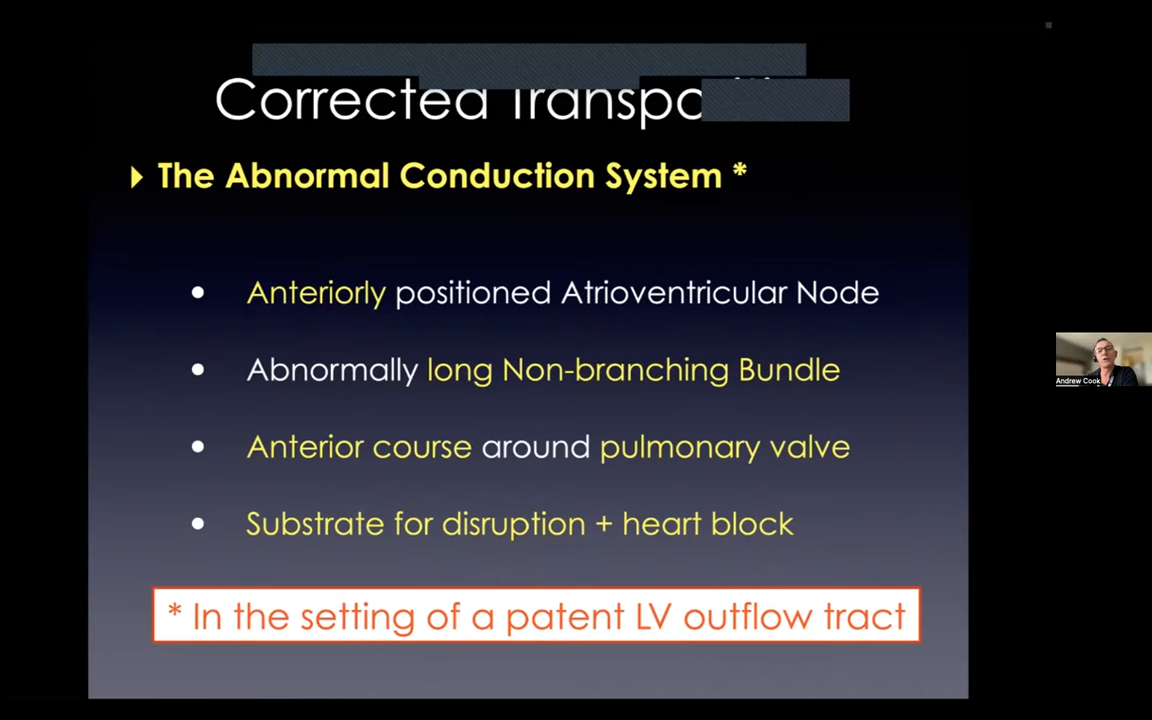 Corrected
The Abnormal Conduction System *
Anteriorly positioned Atrioventricular Node
Abnormally long Non-branching Bundle
Anterior course around pulmonary valve
Substrate for disruption + heart block
* In the setting of a patent LV outflow tract
Andrew Cook